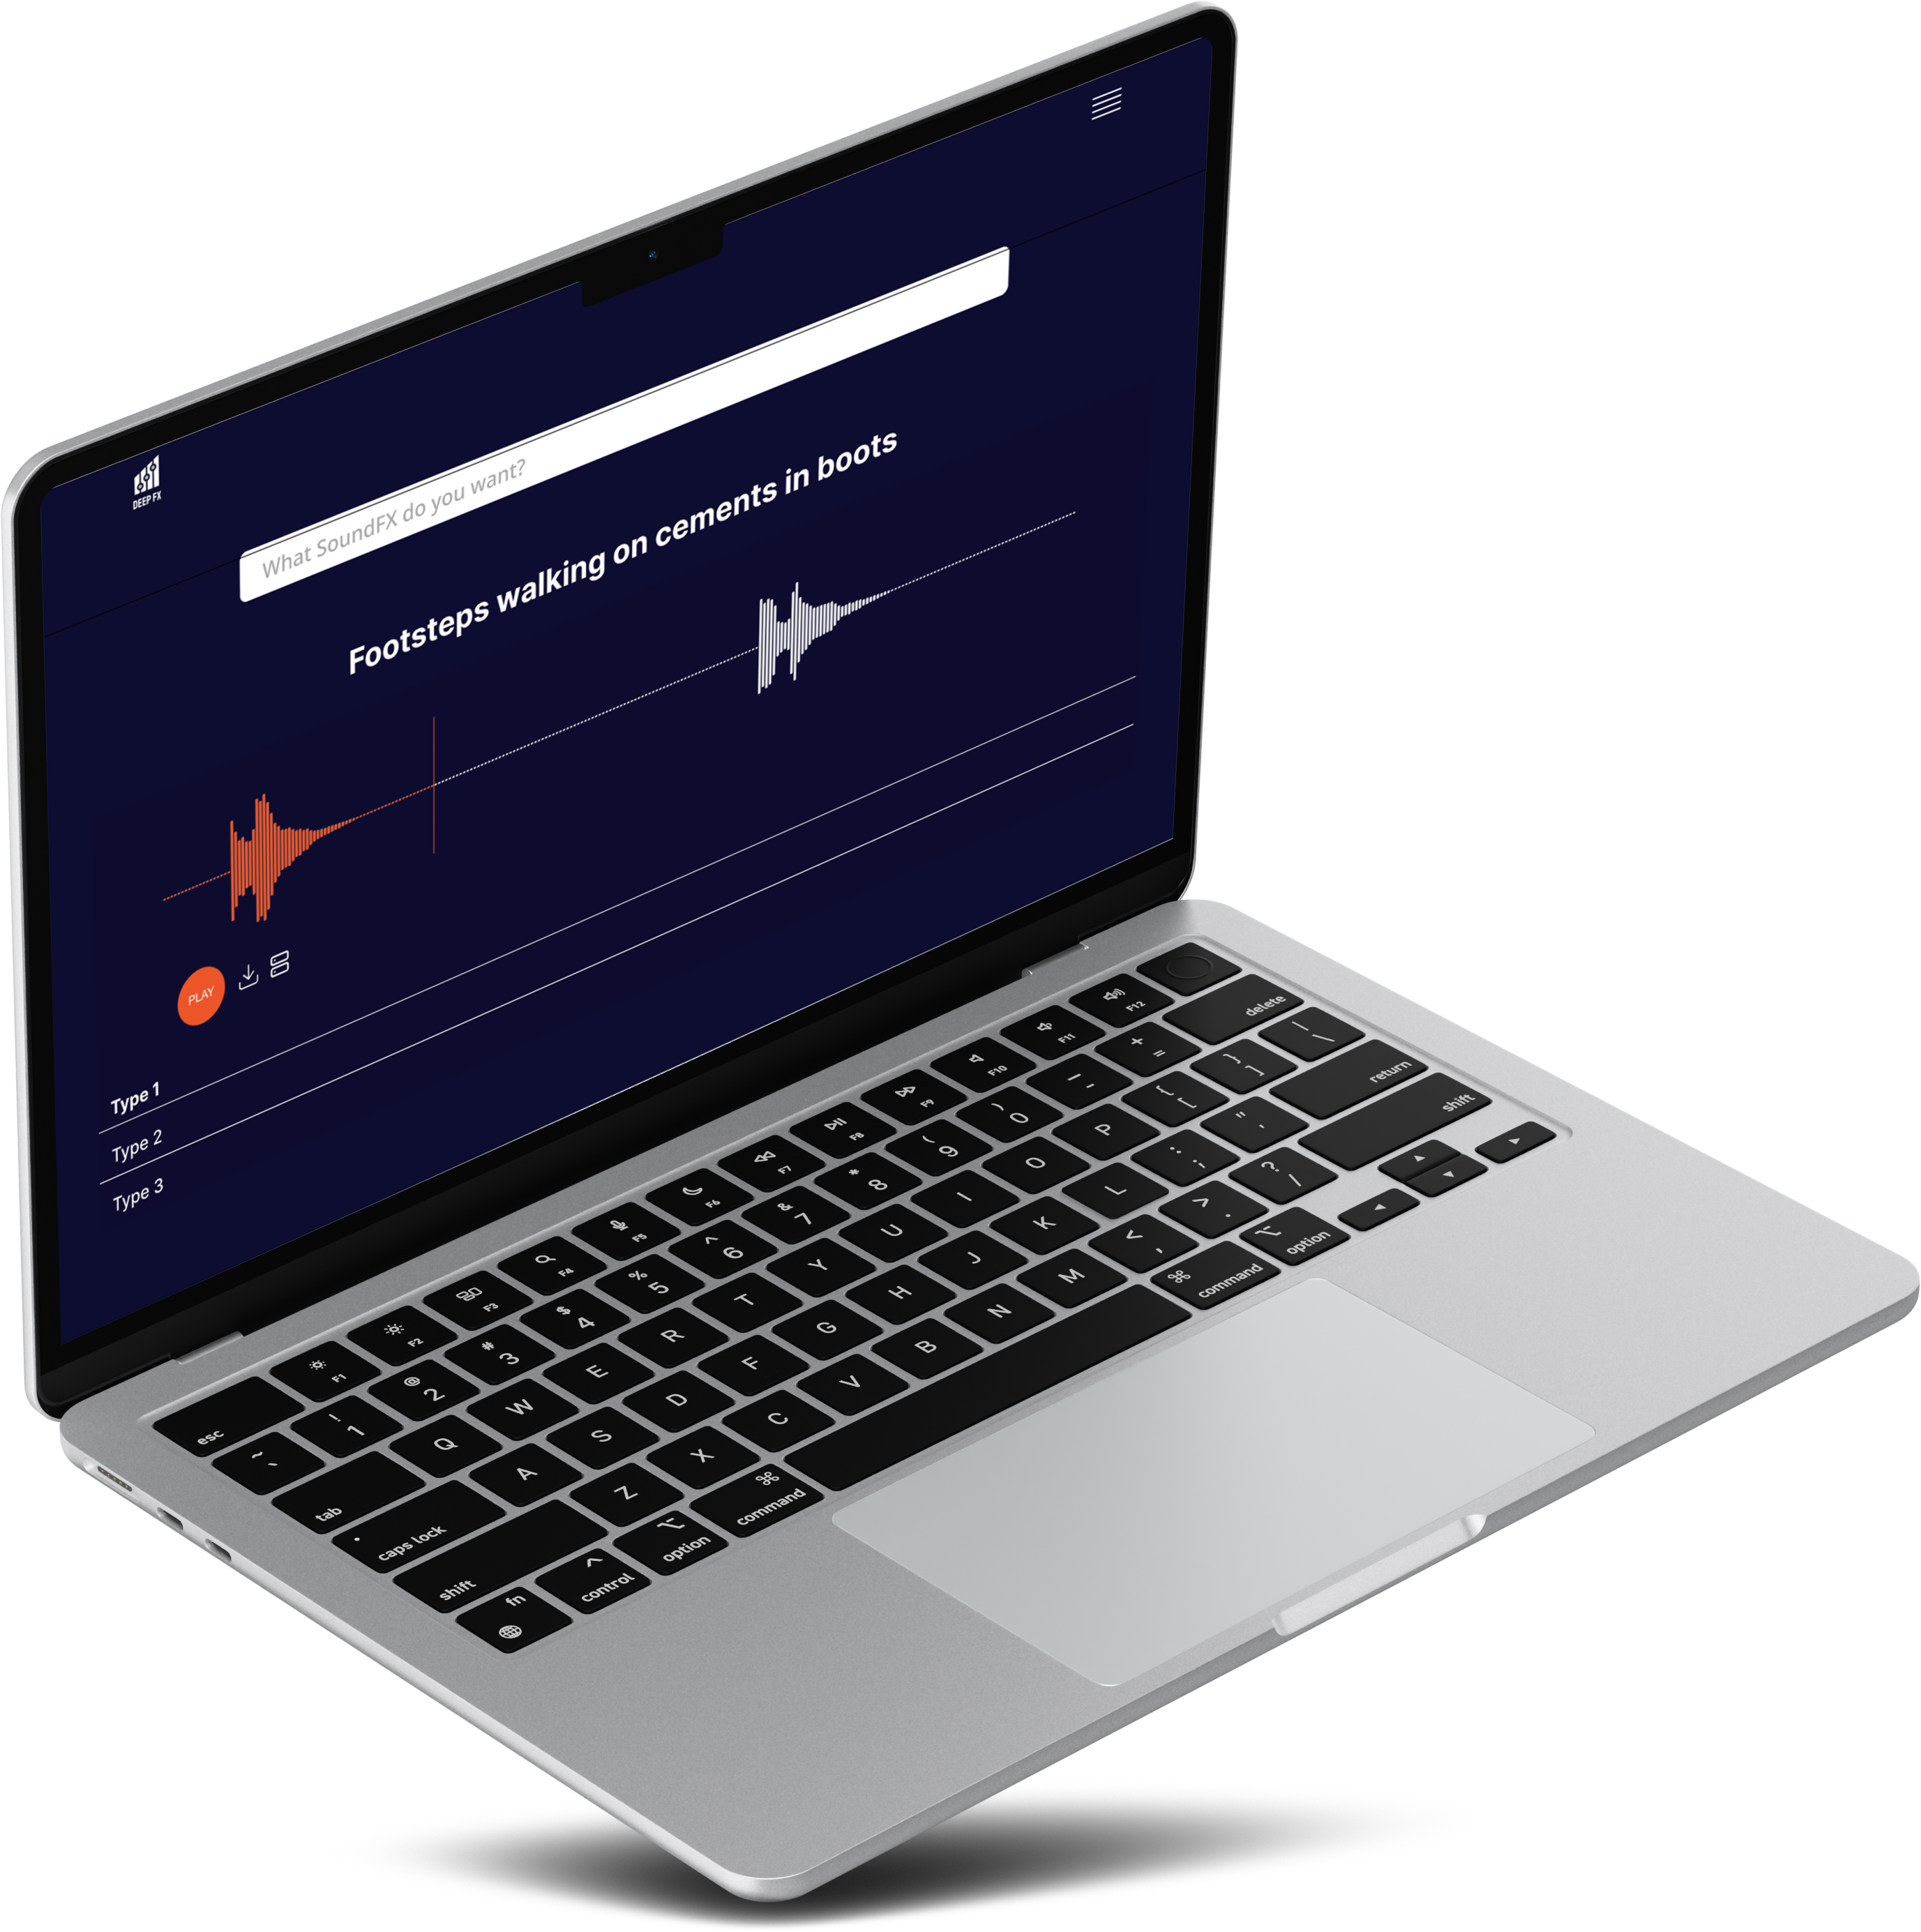 DEEP FX
What SoundFX do you want?
Footsteps walking on cements in boots
PLAY
Type 1
Type 2
Type 3
esc
F1
F2
F3
F4
F5
F6
F7
F8
F9
F10
F11
F12
~ `
! 1
@ 2
# 3
$ 4
% 5
^ 6
& 7
* 8
( 9
) 0
_ -
+ =
delete
tab
Q
W
E
R
T
Y
U
I
O
P
{ [
} ]
| \
caps lock
A
S
D
F
G
H
J
K
L
: ;
" '
return
shift
Z
X
C
V
B
N
M
< ,
> .
? /
shift
fn
control
option
command
command
option